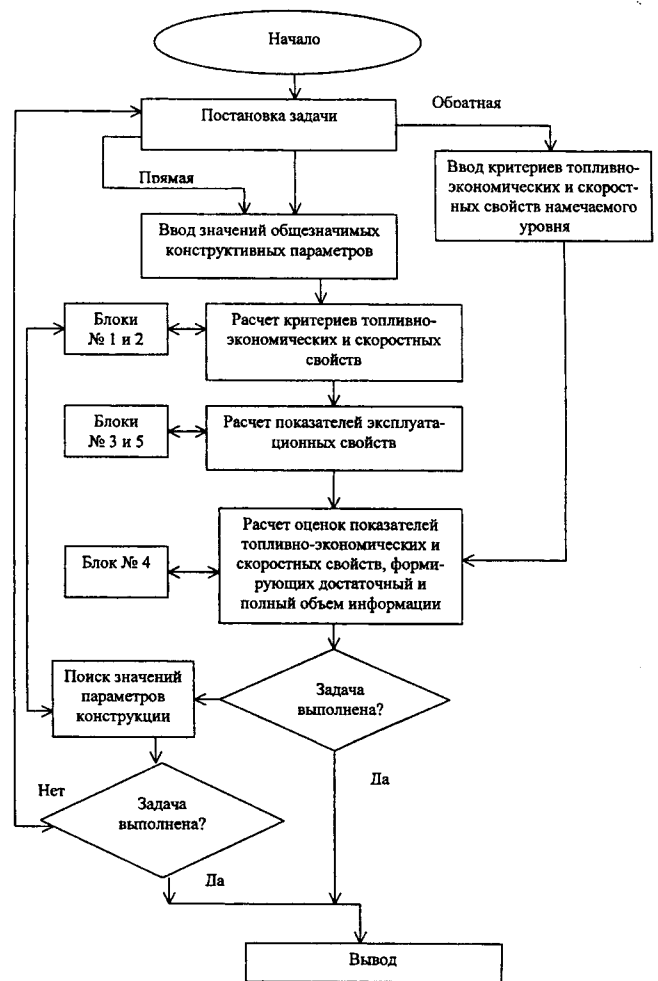 Начало
Постановка задачи
Обратная
Прямая
Ввод критериев топливно-
экономических и скорост-
ных свойств намечаемого
уровня
Ввод значений общезначимых
конструктивных параметров
Блоки
№ 1 и 2
Расчет критериев топливно-
экономических и скоростных
свойств
Блоки
№ 3 и 5
Расчет показателей эксплуата-
ционных свойств
Блок № 4
Расчет оценок показателей
топливно-экономических и
скоростных свойств, форми-
рующих достаточный и
полный объем информации
Поиск значений
параметров
конструкции
Задача
выполнена?
Нет
Да
Задача
выполнена?
Да
Вывод